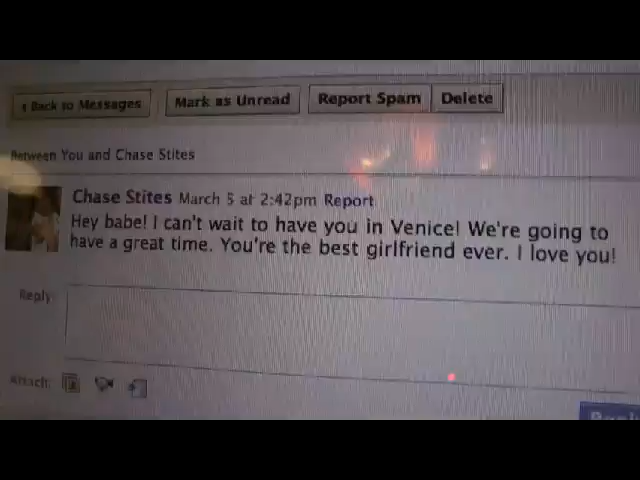 ‹ Back to Messages Mark as Unread Report Spam Delete
Between You and Chase Stites
Chase Stites March 5 at 2:42pm Report
Hey babe! I can't wait to have you in Venice! We're going to
have a great time. You're the best girlfriend ever. I love you!
Reply:
Attach: